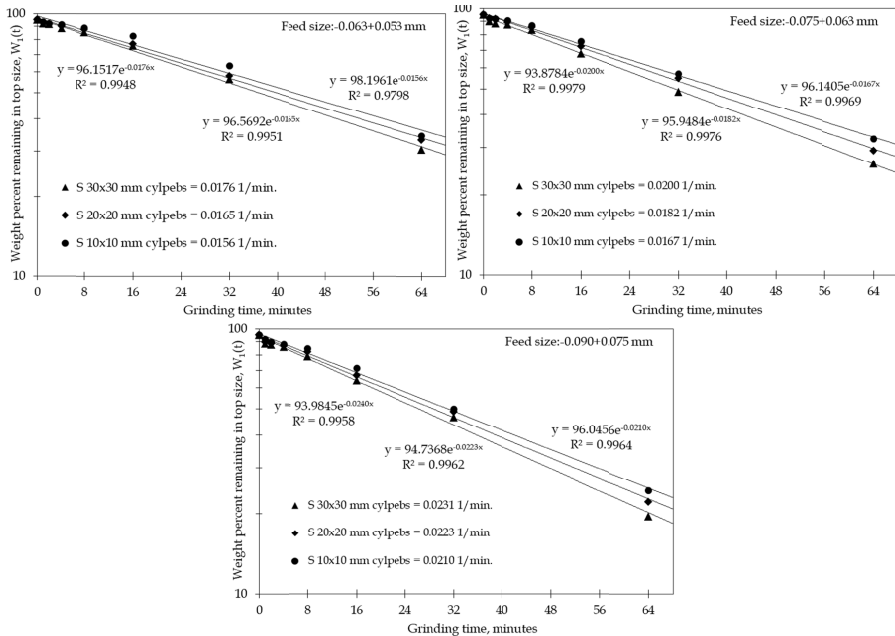 100
Feed size:-0.063+0.053 mm
y = 96.1517e-0.0176x
R² = 0.9948
98.1961e-0.0156x
R² = 0.9798
y = 96.5692e-0.0165x
R² = 0.9951
S 30x30 mm cylpebs = 0.0176 1/min.
S 20x20 mm cylpebs = 0.0165 1/min
S 10x10 mm cylpebs = 0.0156 1/min.
Weight percent remaining in top size, W₁(t)
10
0 8 16 24 32 40 48 56 64
Grinding time, minutes
100
Feed size:-0.075+0.063 mm
y = 93.8784e-0.0200x
R² = 0.9979
y = 96.1405e-0.0167x
R² = 0.9969
y = 95.9484e-0.0182x
R² = 0.9976
S 30x30 mm cylpebs = 0.0200 1/min.
S 20x20 mm cylpebs = 0.0182 1/min.
S 10x10 mm cylpebs = 0.0167 1/min.
Weight percent remaining in top size, W₁(t)
10
0 8 16 24 32 40 48 56 64
Grinding time, minutes
100
Feed size:-0.090+0.075 mm
y = 93.9845e-0.0240x
R² = 0.9958
y = 96.0456e-0.0210x
R² = 0.9964
y = 94.7368e-0.0223x
R² = 0.9962
S 30x30 mm cylpebs = 0.0231 1/min.
S 20x20 mm cylpebs = 0.0223 1/min
S 10x10 mm cylpebs = 0.0210 1/min.
Weight percent remaining in top size, W₁(t)
10
0 8 16 24 32 40 48 56 64
Grinding time, minutes